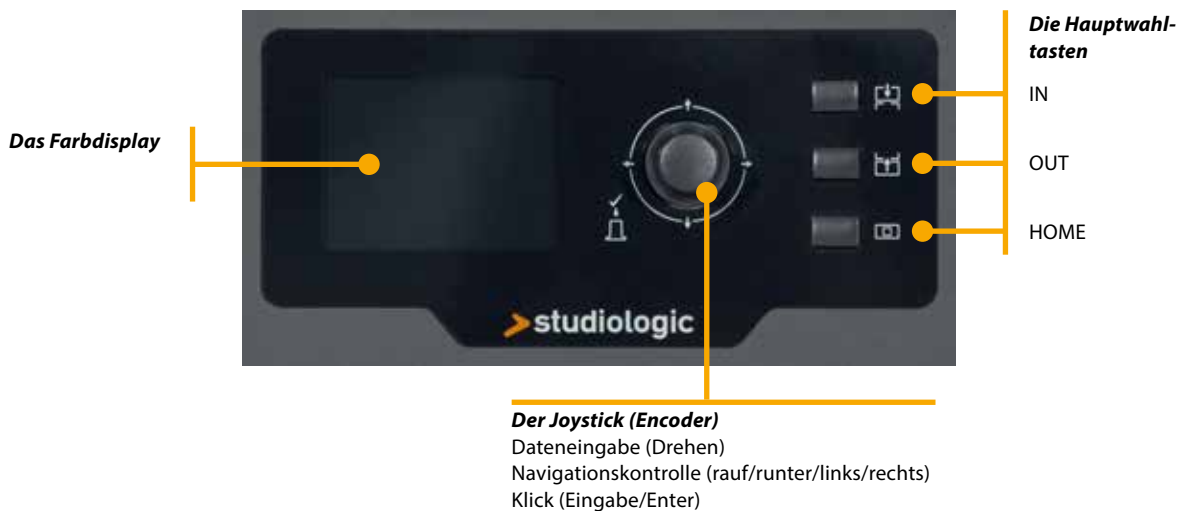 Die Hauptwahl-
tasten
IN
Das Farbdisplay
OUT
HOME
studiologic
Der Joystick (Encoder)
Dateneingabe (Drehen)
Navigationskontrolle (rauf/runter/links/rechts)
Klick (Eingabe/Enter)